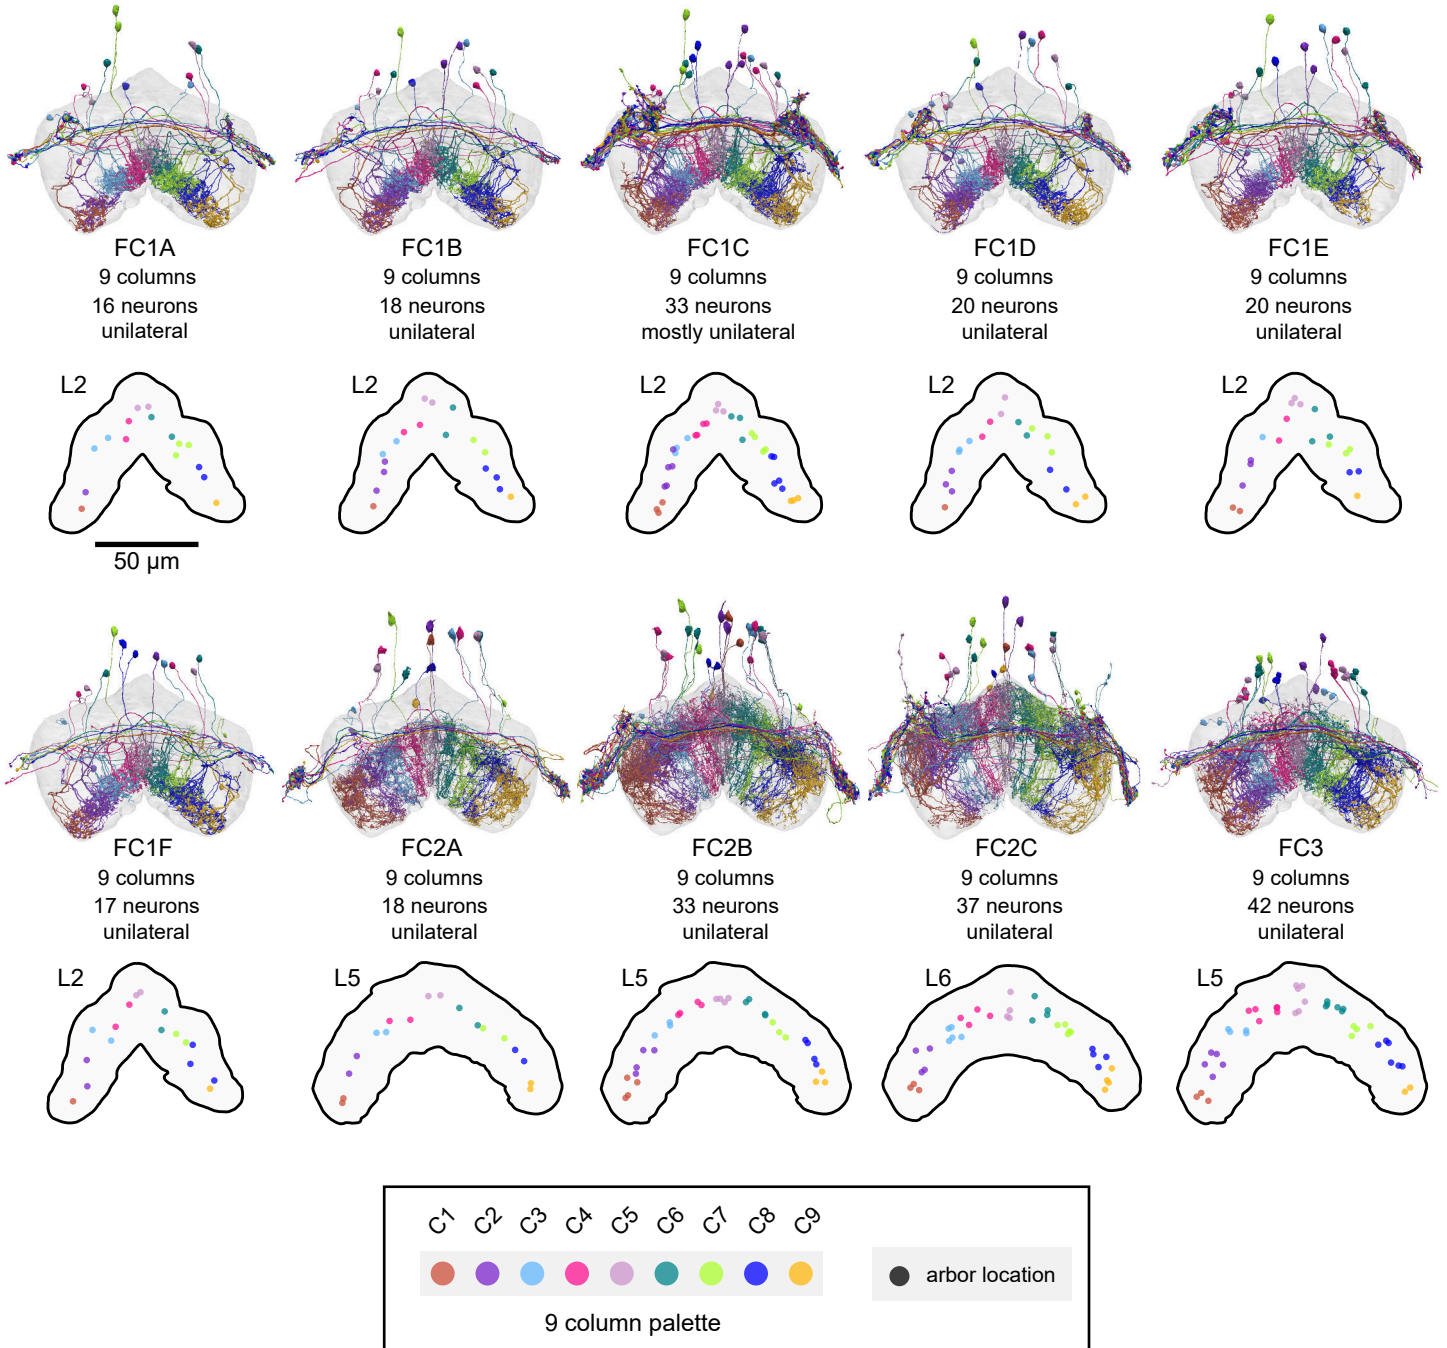 FC1A
9 columns
16 neurons
unilateral
FC1B
9 columns
18 neurons
unilateral
FC1C
9 columns
33 neurons
mostly unilateral
FC1D
9 columns
20 neurons
unilateral
FC1E
9 columns
20 neurons
unilateral
L2
L2
L2
L2
L2
50 µm
FC1F
9 columns
17 neurons
unilateral
FC2A
9 columns
18 neurons
unilateral
FC2B
9 columns
33 neurons
unilateral
FC2C
9 columns
37 neurons
unilateral
FC3
9 columns
42 neurons
unilateral
L2
L5
L5
L6
L5
C1 C2 C3 C4 C5 C6 C7 C8 C9
arbor location
9 column palette